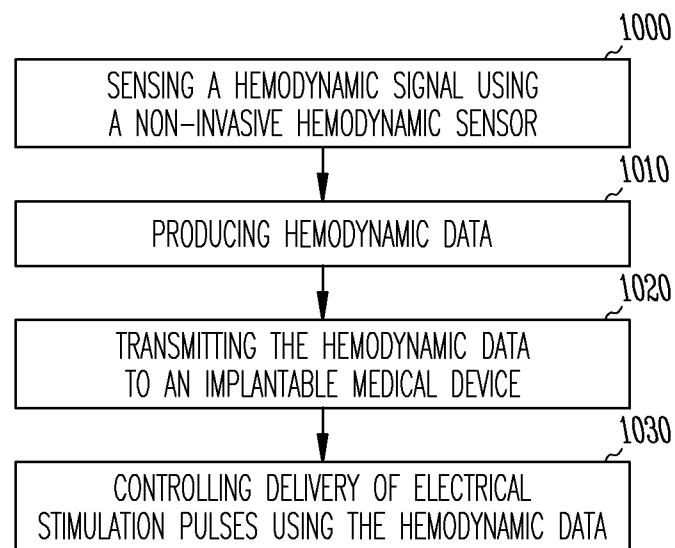 1000
SENSING A HEMODYNAMIC SIGNAL USING
A NON-INVASIVE HEMODYNAMIC SENSOR
1010
PRODUCING HEMODYNAMIC DATA
1020
TRANSMITTING THE HEMODYNAMIC DATA
TO AN IMPLANTABLE MEDICAL DEVICE
1030
CONTROLLING DELIVERY OF ELECTRICAL
STIMULATION PULSES USING THE HEMODYNAMIC DATA